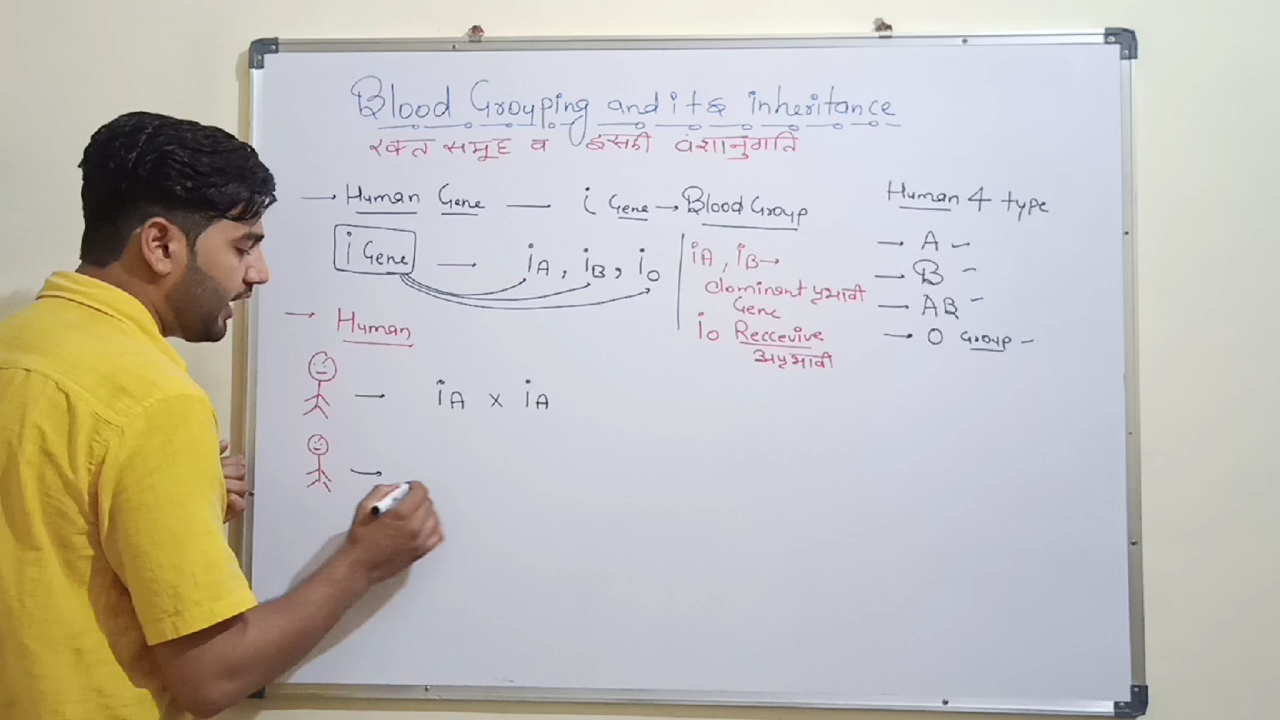 Blood Grouping and its inheritance
रक्त समूह व इसकी वंशानुगति
→ Human Gene — i Gene → Blood Group
i Gene — iA, iB, iO
iA, iB →
dominant प्रभावी
Gene
iO Reccevive
अप्रभावी
Human 4 type
→ A -
→ B -
→ AB -
→ O Group -
→ Human
→ iA x iA
→